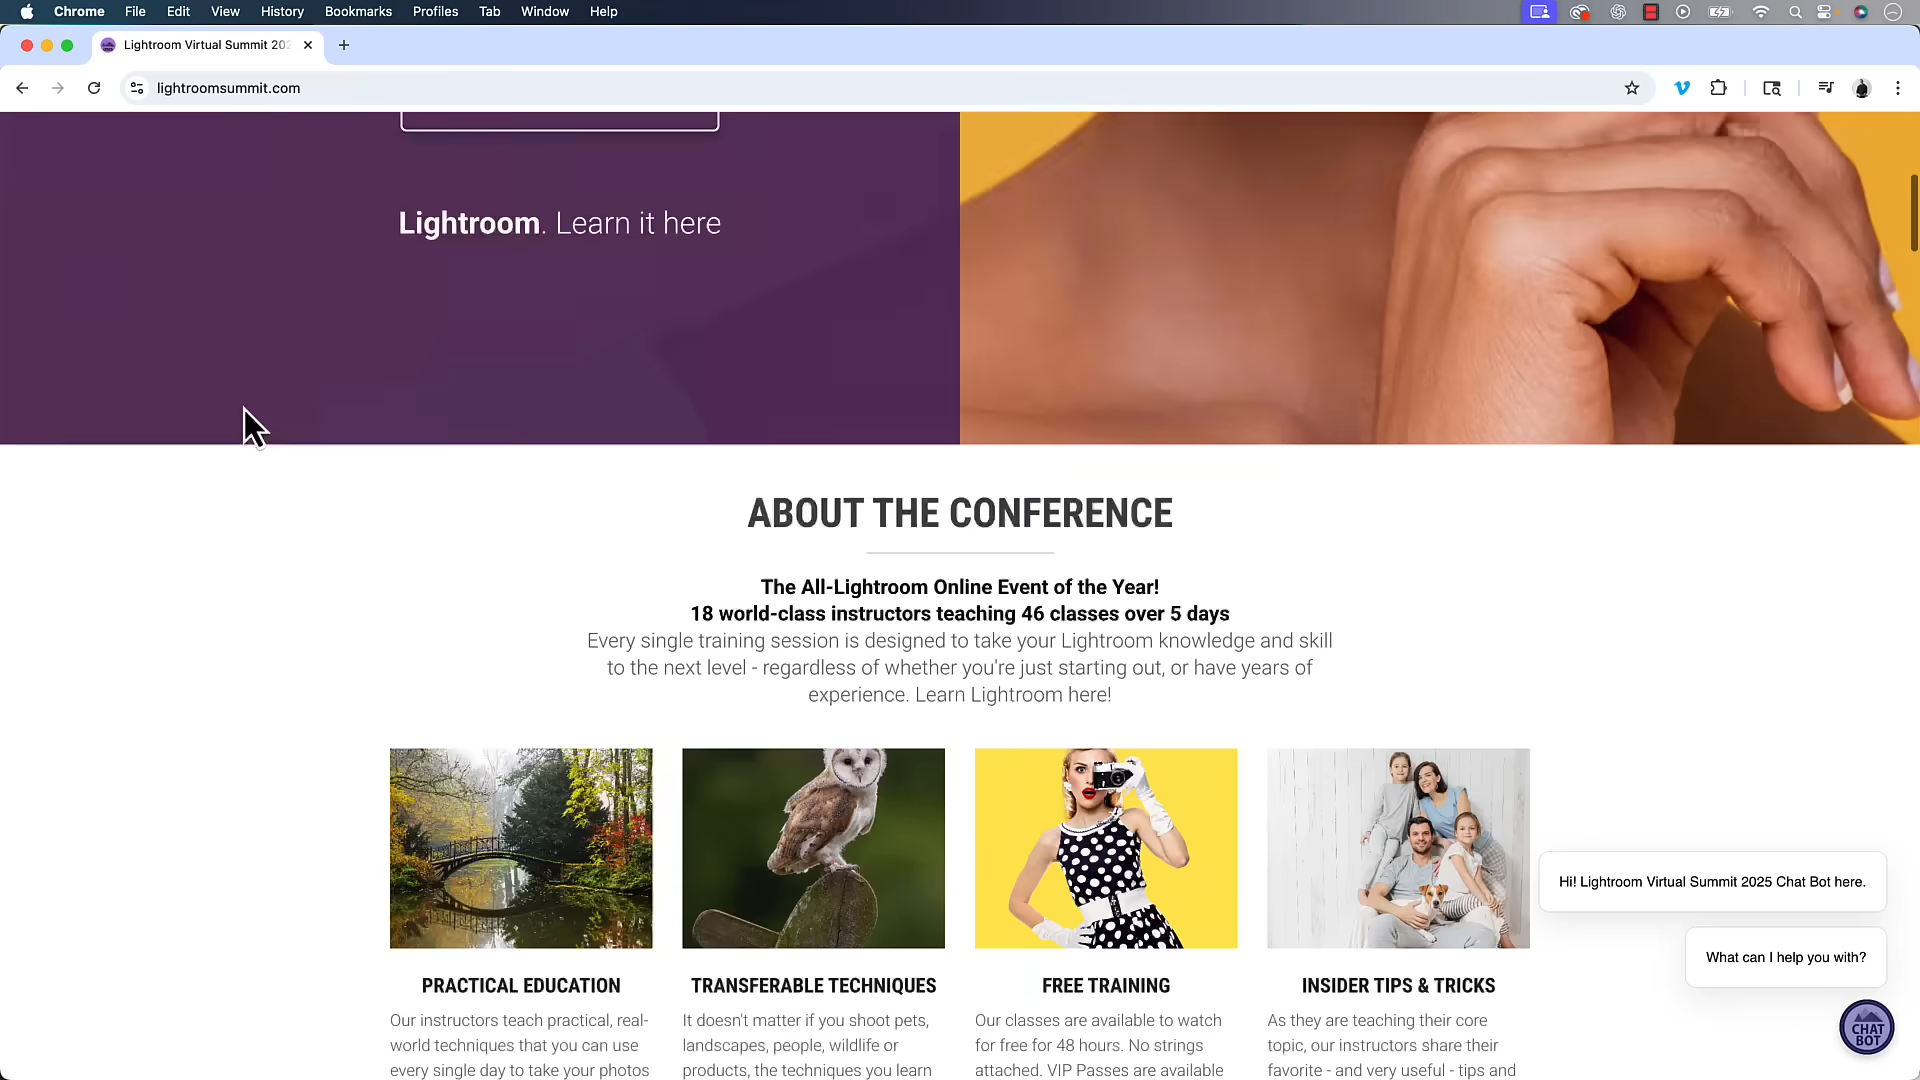 Chrome File Edit View History Bookmarks Profiles Tab Window Help
Lightroom Virtual Summit 202
lightroomsummit.com
Lightroom. Learn it here
ABOUT THE CONFERENCE
The All-Lightroom Online Event of the Year!
18 world-class instructors teaching 46 classes over 5 days
Every single training session is designed to take your Lightroom knowledge and skill
to the next level - regardless of whether you're just starting out, or have years of
experience. Learn Lightroom here!
Hi! Lightroom Virtual Summit 2025 Chat Bot here.
What can I help you with?
CHAT
BOT
PRACTICAL EDUCATION
Our instructors teach practical, real-
world techniques that you can use
every single day to take your photos
TRANSFERABLE TECHNIQUES
It doesn't matter if you shoot pets,
landscapes, people, wildlife or
products, the techniques you learn
FREE TRAINING
Our classes are available to watch
for free for 48 hours. No strings
attached. VIP Passes are available
INSIDER TIPS & TRICKS
As they are teaching their core
topic, our instructors share their
favorite - and very useful - tips and